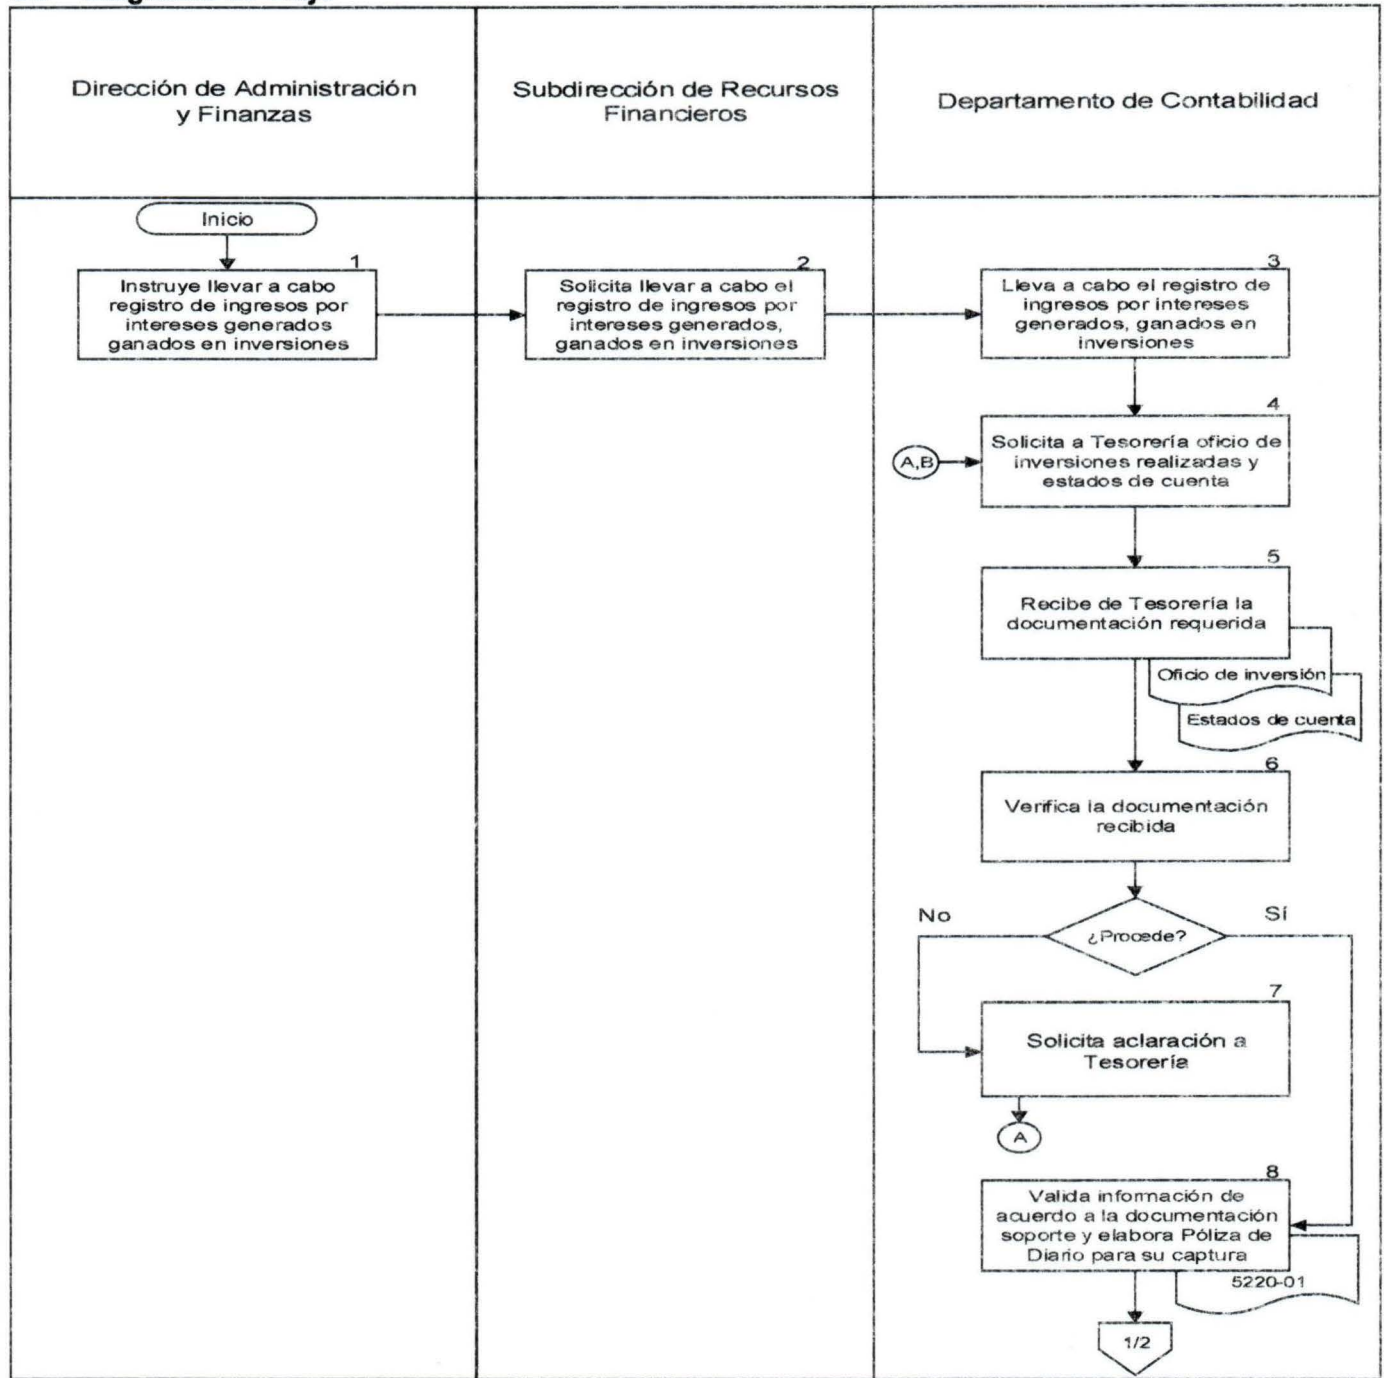 Dirección de Administración
y Finanzas
Subdirección de Recursos
Financieros
Departamento de Contabilidad
Inicio
1
Instruye llevar a cabo
registro de ingresos por
intereses generados
ganados en inversiones
2
Solicita llevar a cabo el
registro de ingresos por
intereses generados,
ganados en inversiones
3
Lleva a cabo el registro de
ingresos por intereses
generados, ganados en
inversiones
4
A,B
Solicita a Tesorería oficio de
inversiones realizadas y
estados de cuenta
5
Recibe de Tesorería la
documentación requerida
Oficio de inversión
Estados de cuenta
6
Verifica la documentación
recibida
No
¿Procede?
Sí
7
Solicita aclaración a
Tesorería
A
8
Valida información de
acuerdo a la documentación
soporte y elabora Póliza de
Diario para su captura
5220-01
1/2